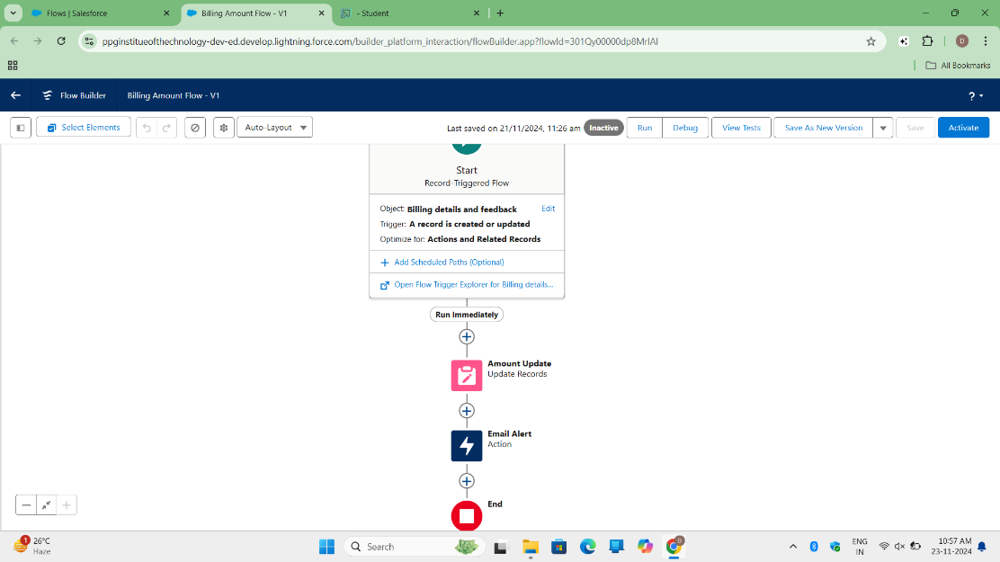 Flows | Salesforce
Billing Amount Flow - V1
- Student
ppginstitueofthechnology-dev-ed.develop.lightning.force.com/builder_platform_interaction/flowBuilder.app?flowId=301Qy00000dp8MrIAI
D
All Bookmarks
Flow Builder
Billing Amount Flow - V1
?
Select Elements
Auto-Layout
Last saved on 21/11/2024, 11:26 am
Inactive
Run
Debug
View Tests
Save As New Version
Save
Activate
Start
Record-Triggered Flow
Object: Billing details and feedback
Edit
Trigger: A record is created or updated
Optimize for: Actions and Related Records
Add Scheduled Paths (Optional)
Open Flow Trigger Explorer for Billing details...
Run Immediately
Amount Update
Update Records
Email Alert
Action
End
1
26°C
Haze
Search
ENG
IN
10:57 AM
23-11-2024